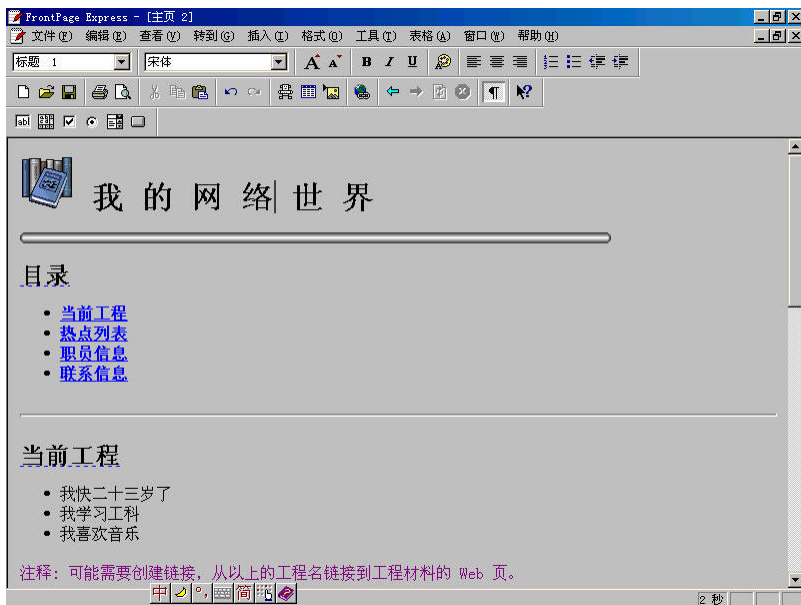 FrontPage Express - [主页 2]
文件(F) 编辑(E) 查看(V) 转到(G) 插入(I) 格式(O) 工具(T) 表格(A) 窗口(W) 帮助(H)
标题 1 宋体 A A B I U
abl
我 的 网 络 世 界
目录
当前工程
热点列表
职员信息
联系信息
当前工程
我快二十三岁了
我学习工科
我喜欢音乐
注释: 可能需要创建链接，从以上的工程名链接到工程材料的 Web 页。
中 简
2 秒